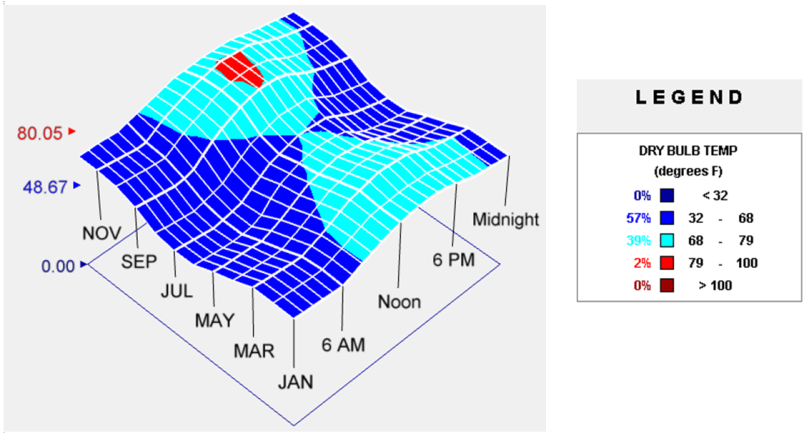 80.05
48.67
0.00
NOV
SEP
JUL
MAY
MAR
JAN
6 AM
Noon
6 PM
Midnight
LEGEND
DRY BULB TEMP
(degrees F)
0% < 32
57% 32 - 68
39% 68 - 79
2% 79 - 100
0% > 100